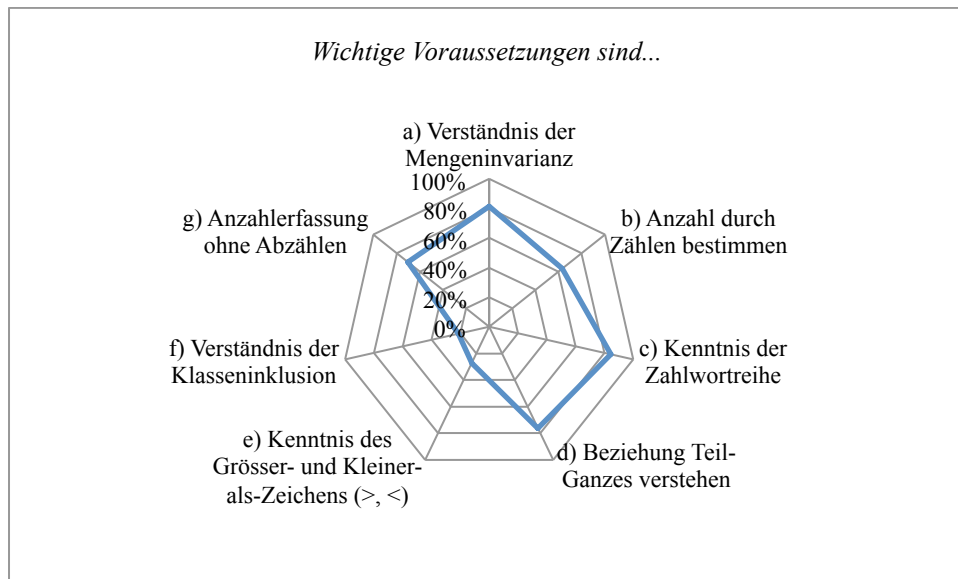 Wichtige Voraussetzungen sind...
a) Verständnis der
Mengeninvarianz
b) Anzahl durch
Zählen bestimmen
c) Kenntnis der
Zahlwortreihe
d) Beziehung Teil-
Ganzes verstehen
e) Kenntnis des
Grösser- und Kleiner-
als-Zeichens (>, <)
f) Verständnis der
Klasseninklusion
g) Anzahlerfassung
ohne Abzählen
100%
80%
60%
40%
20%
0%